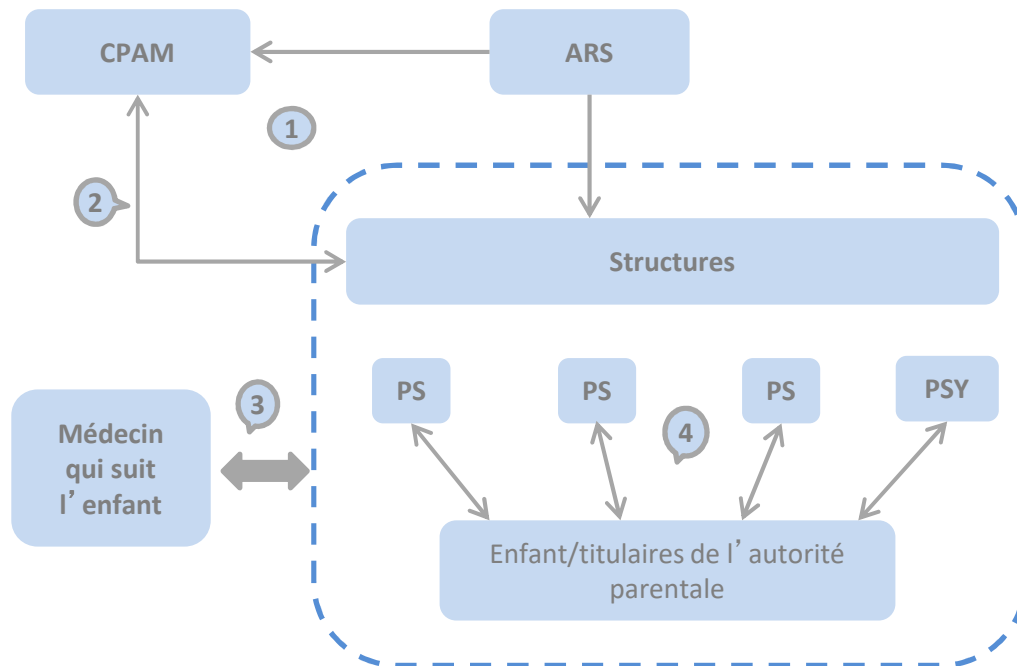 CPAM
ARS
1
2
Structures
PS
PS
PS
PSY
3
4
Médecin
qui suit
l’enfant
Enfant/titulaires de l’autorité
parentale